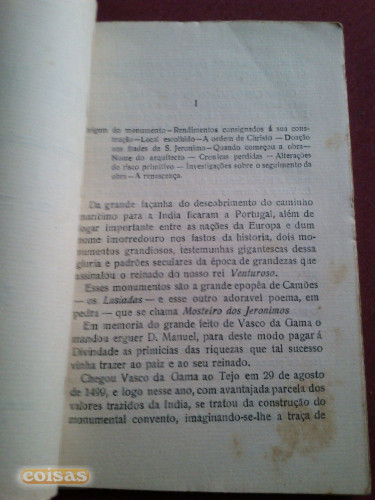 I
Origem do monumento—Rendimentos consignados á sua cons-
trução—Local escolhido—A ordem de Christo—Doação
aos frades de S. Jeronimo—Quando começou a obra—
Nome do arquitecto—Cronicas perdidas—Alterações
do risco primitivo—Investigações sobre o seguimento da
obra—A renascença.
Da grande façanha do descobrimento do caminho
maritimo para a India ficaram a Portugal, além de
logar importante entre as nações da Europa e dum
nome imorredouro nos fastos da historia, dois mo-
numentos grandiosos, testemunhas gigantescas dessa
gloria e padrões seculares da época de grandezas que
assinalou o reinado do nosso rei Venturoso.
Esses monumentos são a grande epopêa de Camões
— os Lusiadas — e esse outro adoravel poema, em
pedra — que se chama Mosteiro dos Jeronimos
Em memoria do grande feito de Vasco da Gama o
mandou erguer D. Manuel, para deste modo pagar á
Divindade as primicias das riquezas que tal sucesso
vinha trazer ao paiz e ao seu reinado.
Chegou Vasco da Gama ao Tejo em 29 de agosto
de 1499, e logo nesse ano, com avantajada parcela dos
valores trazidos da India, se tratou da construção do
monumental convento, imaginando-se-lhe a traça de
coisas